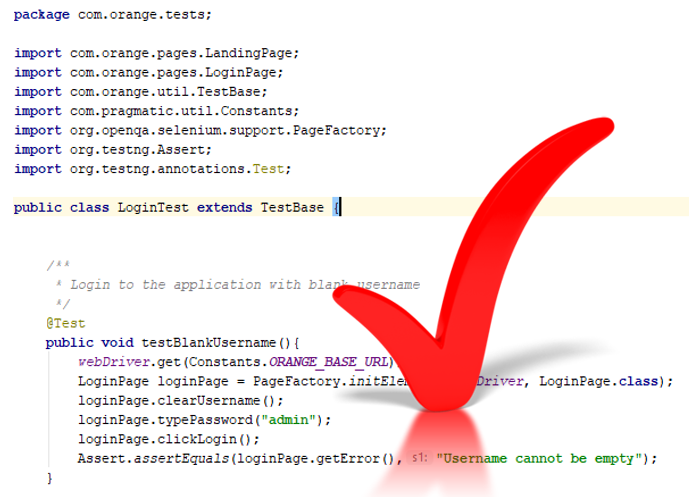 package com.orange.tests;
import com.orange.pages.LandingPage;
import com.orange.pages.LoginPage;
import com.orange.util.TestBase;
import com.pragmatic.util.Constants;
import org.openqa.selenium.support.PageFactory;
import org.testng.Assert;
import org.testng.annotations.Test;
public class LoginTest extends TestBase {
/**
* Login to the application with blank username
*/
@Test
public void testBlankUsername(){
webDriver.get(Constants.ORANGE_BASE_URL)
LoginPage loginPage = PageFactory. LoginPage.class);
loginPage.clearUsername();
loginPage.typePassword("admin");
loginPage.clickLogin();
Assert.assertEquals(loginPage.getError(), s1: "Username cannot be empty");
}